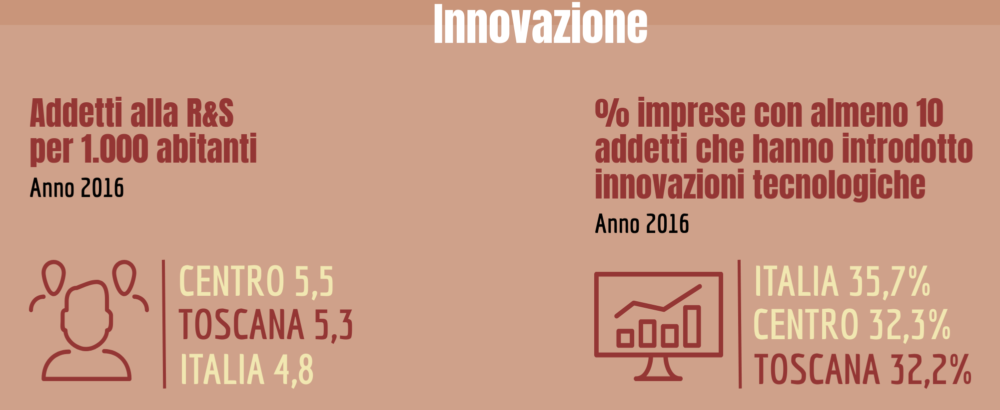 Innovazione
Addetti alla R&S
per 1.000 abitanti
Anno 2016
CENTRO 5,5
TOSCANA 5,3
ITALIA 4,8
% imprese con almeno 10
addetti che hanno introdotto
innovazioni tecnologiche
Anno 2016
ITALIA 35,7%
CENTRO 32,3%
TOSCANA 32,2%